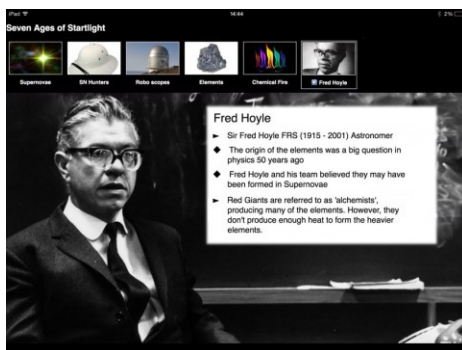 iPad 14:44 2%
Seven Ages of Startlight
Supernovae SN Hunters Robo scopes Elements Chemical Fire Fred Hoyle
Fred Hoyle
► Sir Fred Hoyle FRS (1915 - 2001) Astronomer
◆ The origin of the elements was a big question in
physics 50 years ago
◆ Fred Hoyle and his team believed they may have
been formed in Supernovae
► Red Giants are referred to as 'alchemists',
producing many of the elements. However, they
don't produce enough heat to form the heavier
elements.